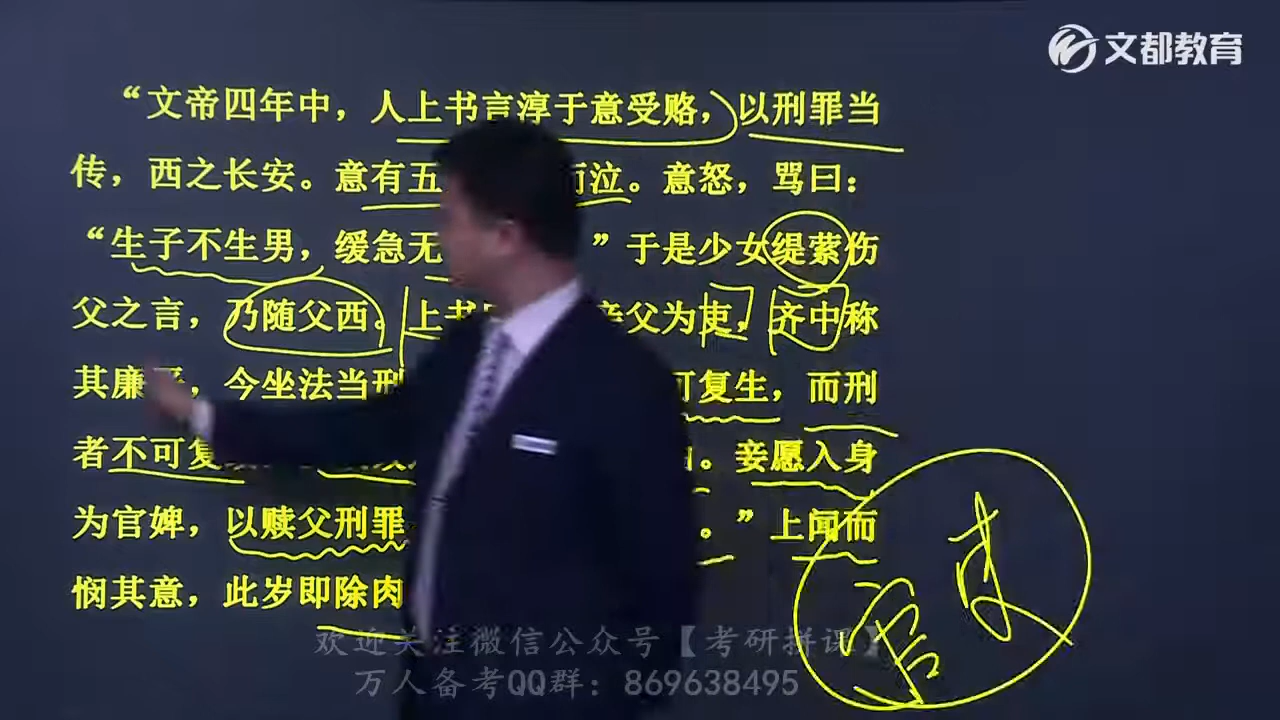 文都教育
“文帝四年中，人上书言淳于意受赂，以刑罪当
传，西之长安。意有五 而泣。意怒，骂曰：
“生子不生男，缓急无 ”于是少女缇萦伤
父之言，乃随父西。上书 父为吏，齐中称
其廉平，今坐法当刑 可复生，而刑
者不可复 。妾愿入身
为官婢，以赎父刑罪 。”上闻而
悯其意，此岁即除肉
官吏
欢迎关注微信公众号【考研拼课】
万人备考QQ群：869638495